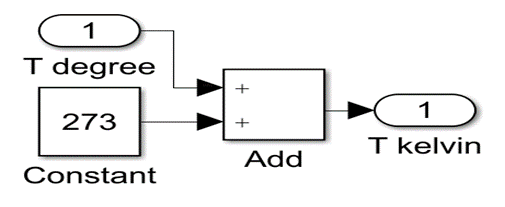 1
T degree
273
Constant
+
+
Add
1
T kelvin